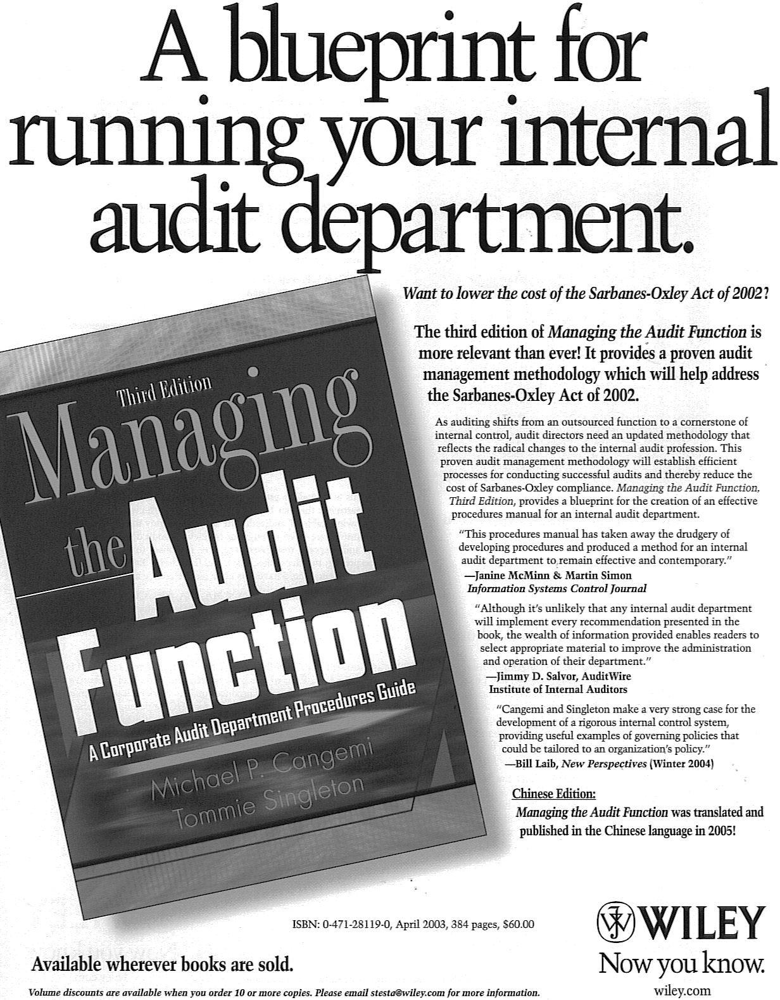 A blueprint for
running your internal
audit department.
Want to lower the cost of the Sarbanes-Oxley Act of 2002?
The third edition of Managing the Audit Function is
more relevant than ever! It provides a proven audit
management methodology which will help address
the Sarbanes-Oxley Act of 2002.
As auditing shifts from an outsourced function to a cornerstone of
internal control, audit directors need an updated methodology that
reflects the radical changes to the internal audit profession. This
proven audit management methodology will establish efficient
processes for conducting successful audits and thereby reduce the
cost of Sarbanes-Oxley compliance. Managing the Audit Function,
Third Edition, provides a blueprint for the creation of an effective
procedures manual for an internal audit department.
“This procedures manual has taken away the drudgery of
developing procedures and produced a method for an internal
audit department to remain effective and contemporary.”
—Janine McMinn & Martin Simon
Information Systems Control Journal
“Although it’s unlikely that any internal audit department
will implement every recommendation presented in the
book, the wealth of information provided enables readers to
select appropriate material to improve the administration
and operation of their department.”
—Jimmy D. Salvor, AuditWire
Institute of Internal Auditors
“Cangemi and Singleton make a very strong case for the
development of a rigorous internal control system,
providing useful examples of governing policies that
could be tailored to an organization’s policy.”
—Bill Laib, New Perspectives (Winter 2004)
Chinese Edition:
Managing the Audit Function was translated and
published in the Chinese language in 2005!
Third Edition
Managing
the Audit
Function
A Corporate Audit Department Procedures Guide
Michael P. Cangemi
Tommie Singleton
ISBN: 0-471-28119-0, April 2003, 384 pages, $60.00
WILEY
Now you know.
wiley.com
Available wherever books are sold.
Volume discounts are available when you order 10 or more copies. Please email stesta@wiley.com for more information.